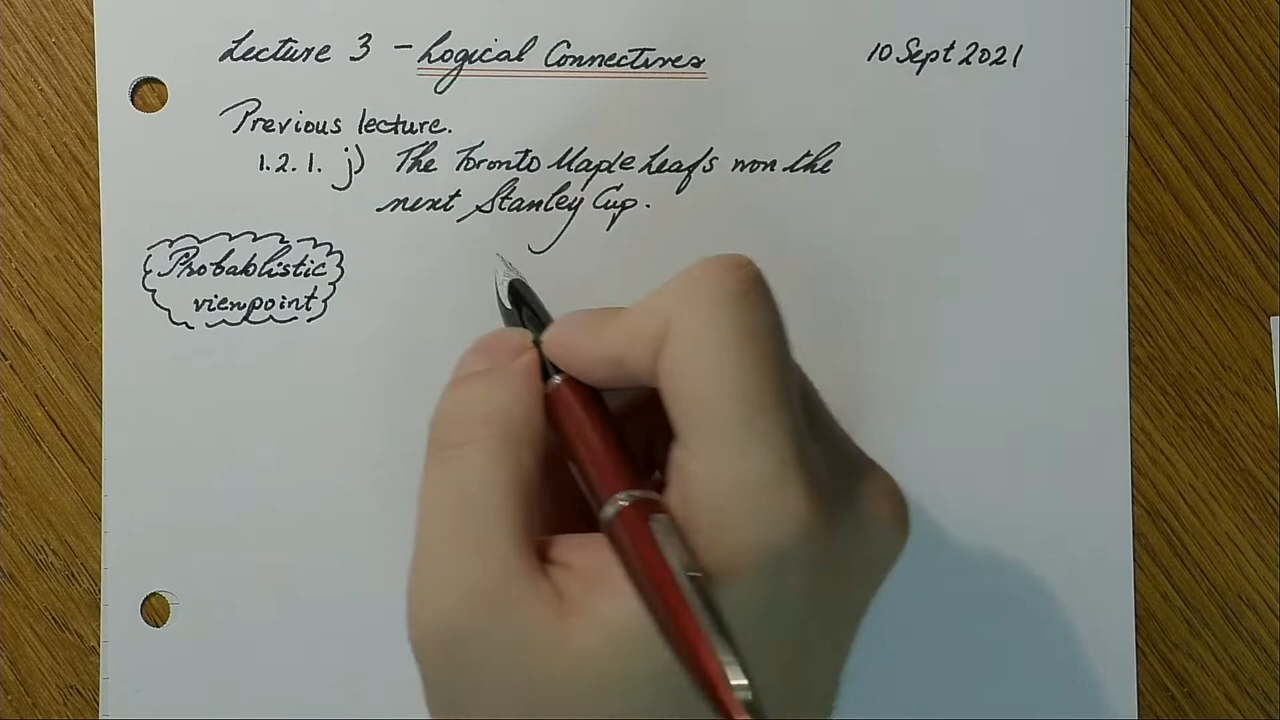 Lecture 3 - Logical Connectives
10 Sept 2021
Previous lecture.
1.2.1. j) The Toronto Maple Leafs won the
next Stanley Cup.
Probablistic
viewpoint